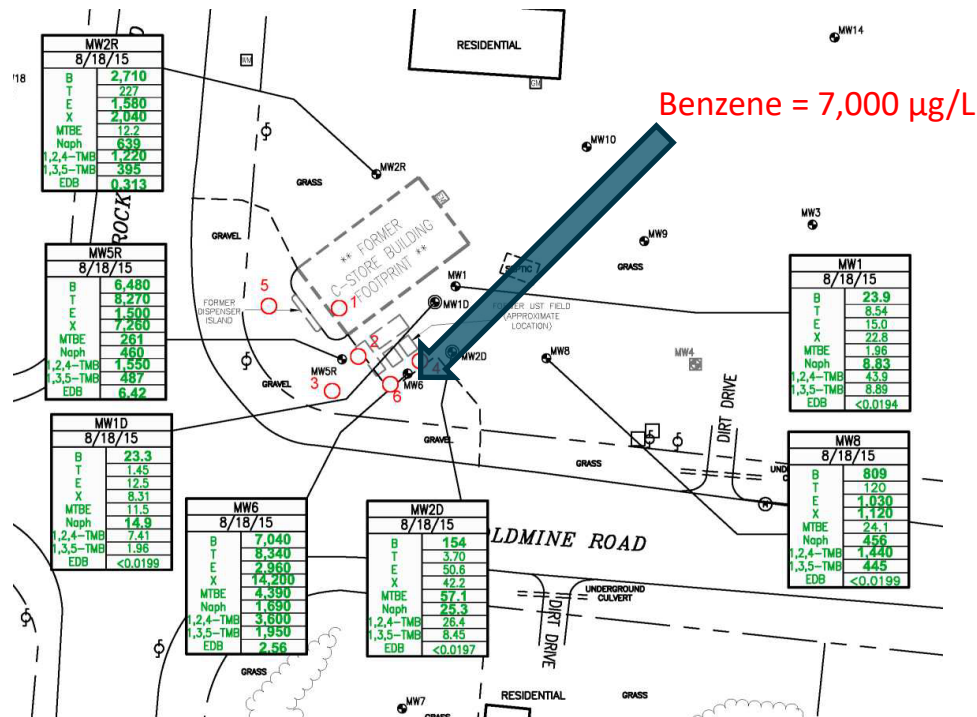 MW2R
8/18/15
B 2,710
T 227
E 1,580
X 2,040
MTBE 12.2
Naph 639
1,2,4-TMB 1,220
1,3,5-TMB 395
EDB 0.313
RESIDENTIAL
MW14
Benzene = 7,000 µg/L
MW10
MW2R
GRASS
ROCK
GRAVEL
** FORMER
C-STORE BUILDING
FOOTPRINT **
MW9
MW3
GRASS
MW1
MW1D
MW5R
8/18/15
B 6,480
T 8,270
E 1,500
X 7,260
MTBE 261
Naph 460
1,2,4-TMB 1,550
1,3,5-TMB 487
EDB 6.42
5
FORMER
DISPENSER
ISLAND
UST FIELD
(APPROXIMATE
LOCATION)
MW1
8/18/15
B 23.9
T 8.54
E 15.0
X 22.8
MTBE 1.96
Naph 8.83
1,2,4-TMB 43.9
1,3,5-TMB 8.89
EDB <0.0194
2
MW5R
4
MW2D
MW8
MW4
3
MW6
6
GRAVEL
GRAVEL
GRASS
DIRT DRIVE
MW1D
8/18/15
B 23.3
T 1.45
E 12.5
X 8.31
MTBE 11.5
Naph 14.9
1,2,4-TMB 7.41
1,3,5-TMB 1.96
EDB <0.0199
MW8
8/18/15
B 809
T 120
E 1,030
X 1,120
MTBE 24.1
Naph 456
1,2,4-TMB 1,440
1,3,5-TMB 445
EDB <0.0199
MW6
8/18/15
B 7,040
T 8,340
E 2,960
X 14,200
MTBE 4,390
Naph 1,690
1,2,4-TMB 3,600
1,3,5-TMB 1,950
EDB 2.56
MW2D
8/18/15
B 154
T 3.70
E 50.6
X 42.2
MTBE 57.1
Naph 25.3
1,2,4-TMB 26.4
1,3,5-TMB 8.45
EDB <0.0197
LDMINE ROAD
UNDERGROUND
CULVERT
DIRT DRIVE
GRASS
MW7
RESIDENTIAL
GRASS